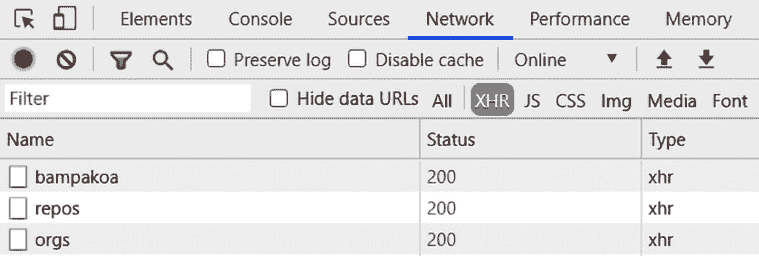 Elements Console Sources Network Performance Memory
Preserve log Disable cache Online
Filter Hide data URLs All XHR JS CSS Img Media Font
Name Status Type
bampakoa 200 xhr
repos 200 xhr
orgs 200 xhr